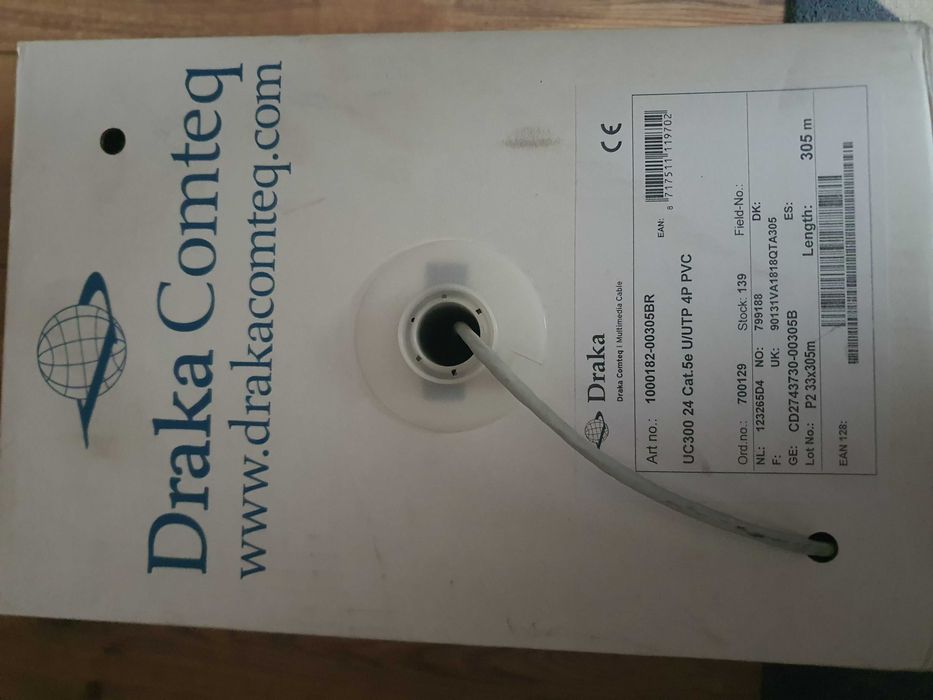 Draka Comteq
www.drakacomteq.com
CE
Draka
Draka Comteq | Multimedia Cable
Art no.: 1000182-00305BR
EAN:
8 717511 119702
UC300 24 Cat.5e U/UTP 4P PVC
Ord.no.: 700129 Stock: 139 Field-No.:
NL: 123265D4 NO: 799188 DK:
F: UK: 90131VA1818QTA305
GE: CD2743730-00305B ES:
Lot No.: P2 33x305m Length: 305 m
EAN 128: